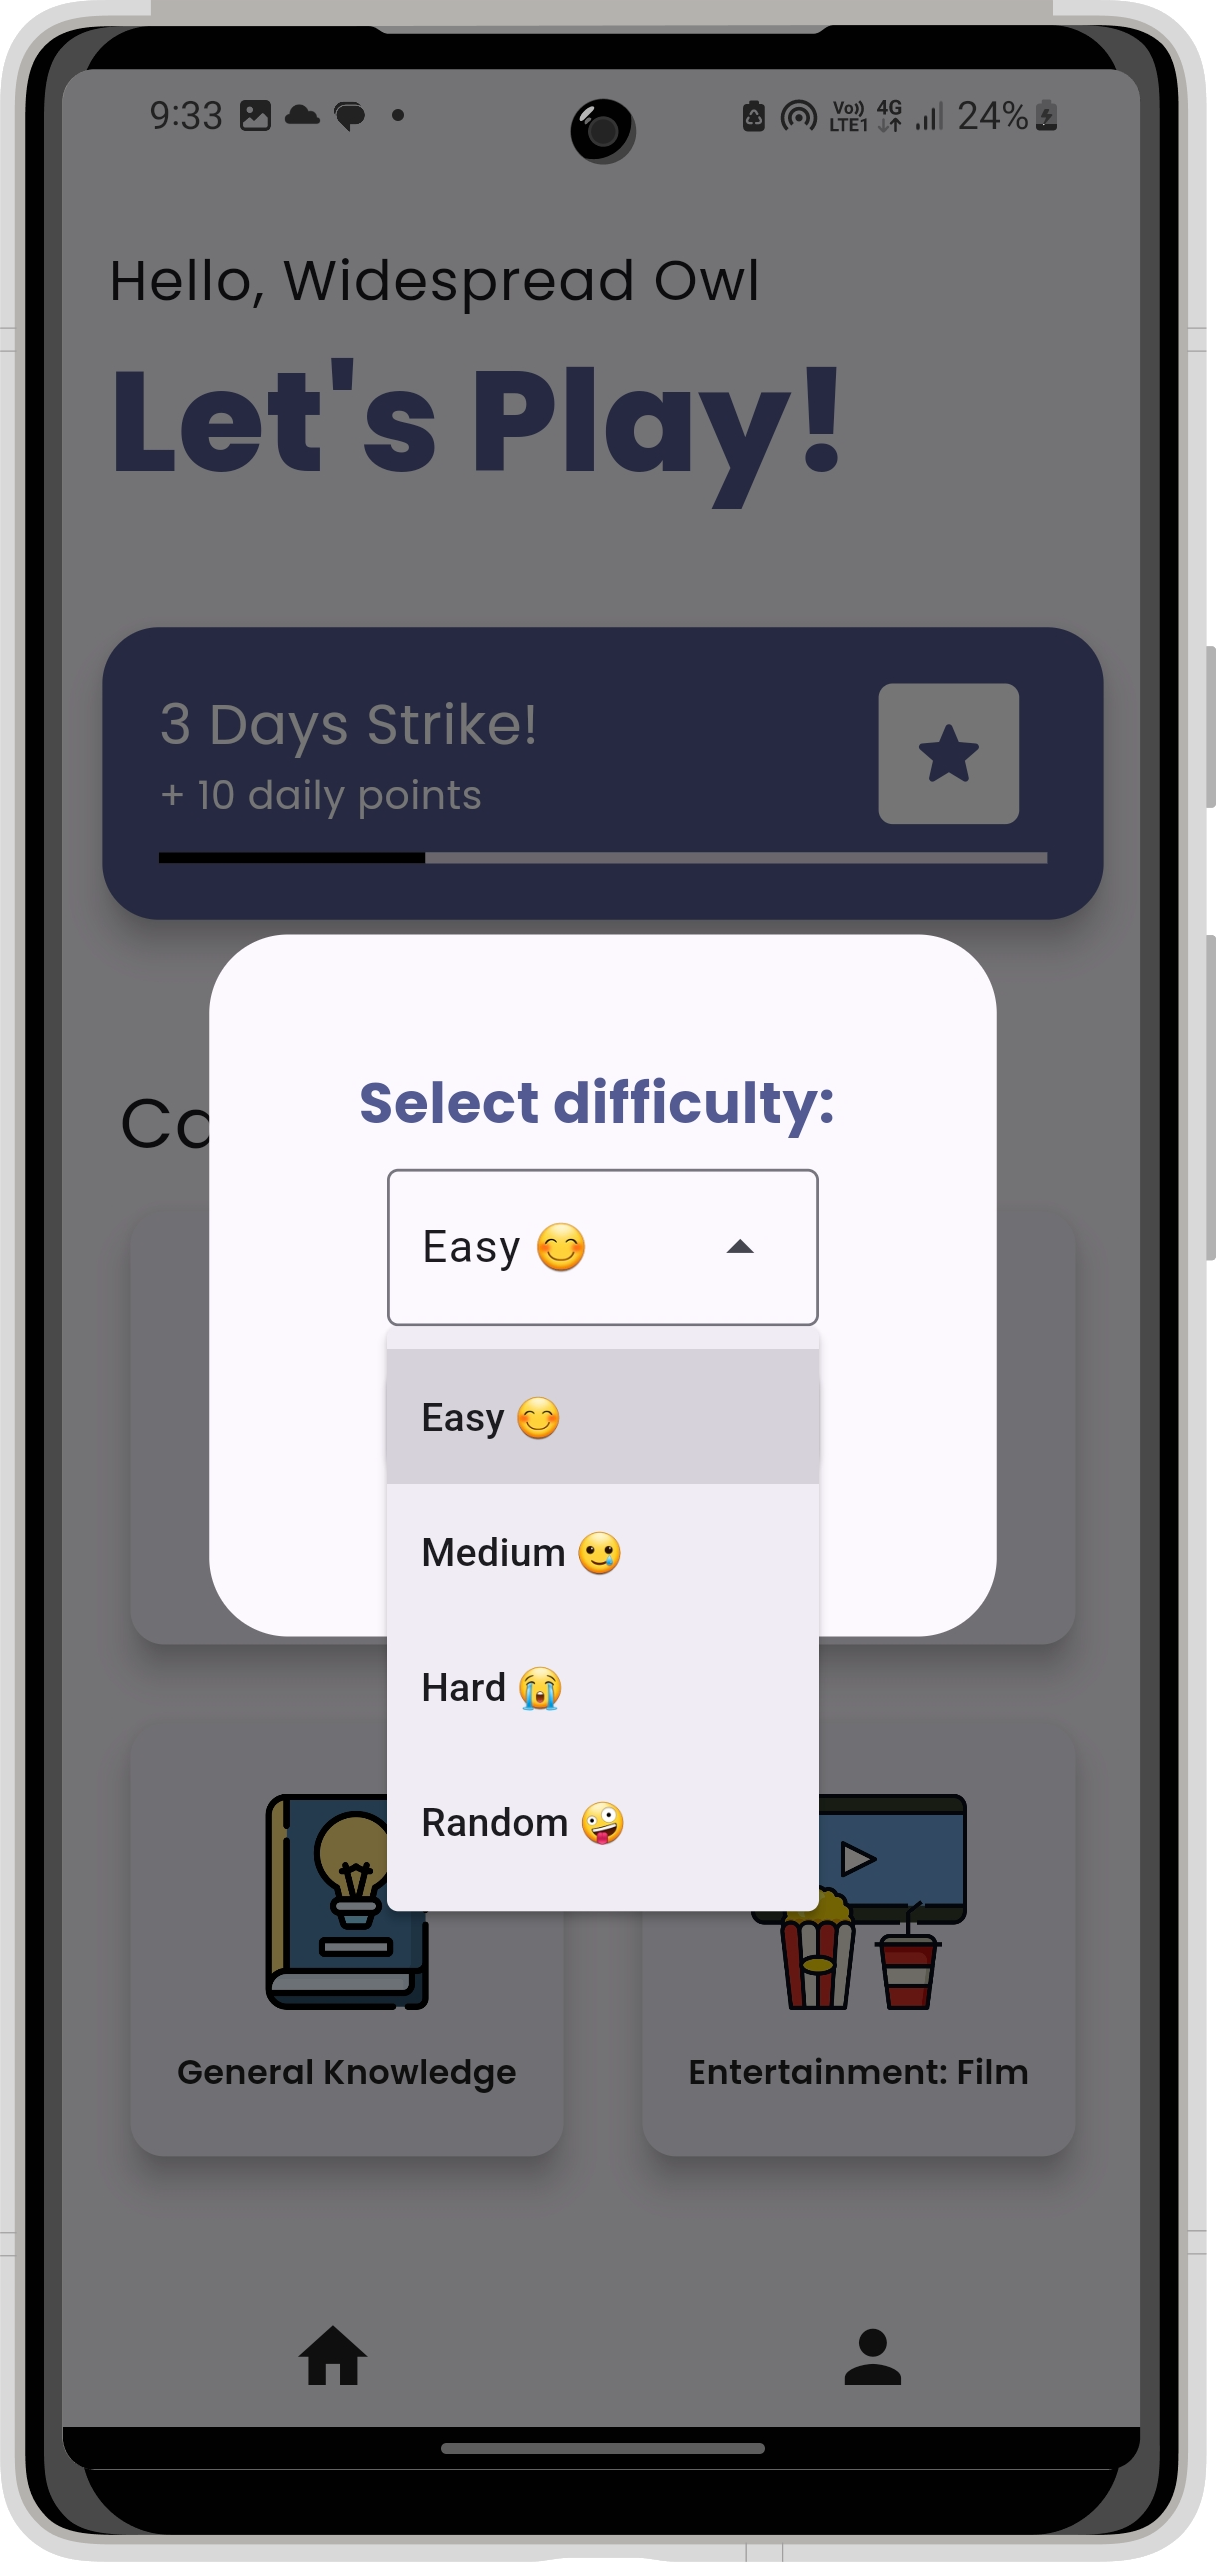 9:33 Vo)) LTE1 4G 24%
Hello, Widespread Owl
Let's Play!
3 Days Strike!
+ 10 daily points
Select difficulty:
Easy 😊
Easy 😊
Medium 🥲
Hard 😭
Random 🤪
General Knowledge
Entertainment: Film